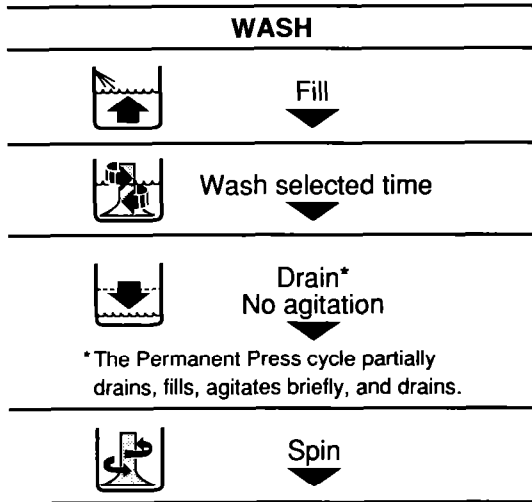 WASH
Fill
Wash selected time
Drain*
No agitation
*The Permanent Press cycle partially
drains, fills, agitates briefly, and drains.
Spin